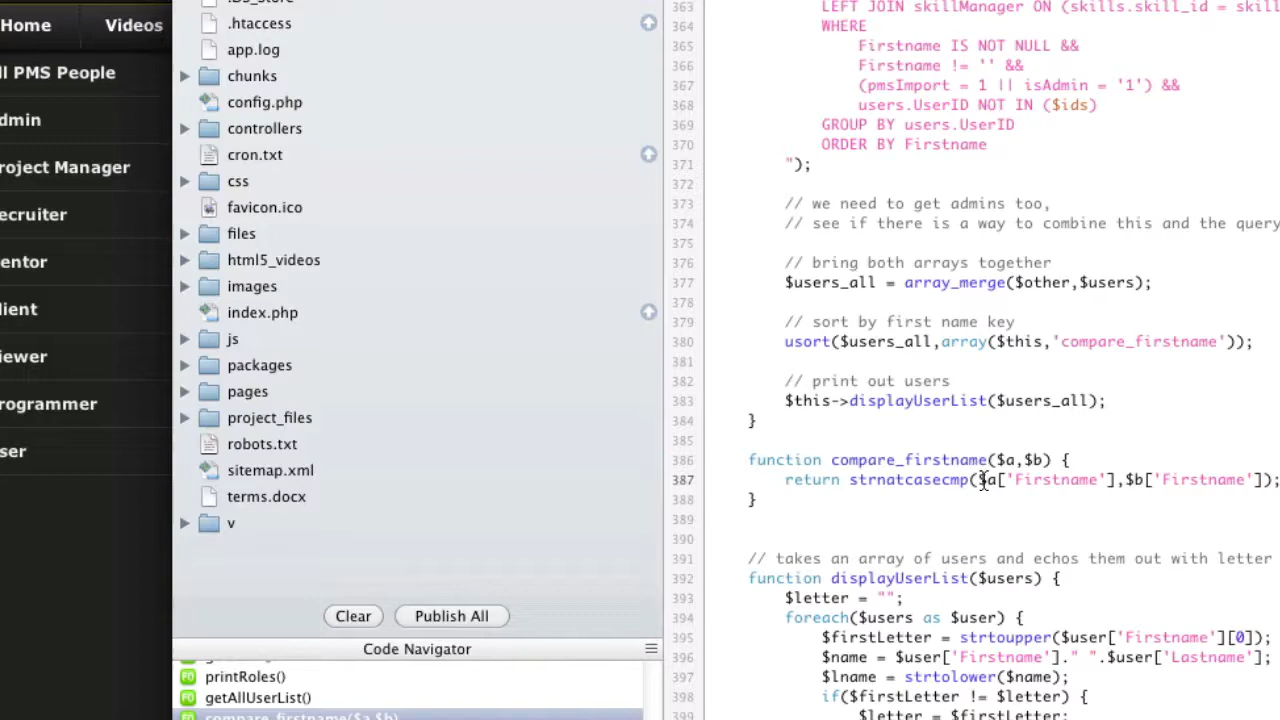 Home Videos
ll PMS People
dmin
roject Manager
ecruiter
entor
lient
iewer
rogrammer
ser
.htaccess
app.log
chunks
config.php
controllers
cron.txt
css
favicon.ico
files
html5_videos
images
index.php
js
packages
pages
project_files
robots.txt
sitemap.xml
terms.docx
v
Clear Publish All
Code Navigator
printRoles()
getAllUserList()
compare_firstname($a,$b)
363 LEFT JOIN skillManager ON (skills.skill_id = skill
364 WHERE
365 Firstname IS NOT NULL &&
366 Firstname != '' &&
367 (pmsImport = 1 || isAdmin = '1') &&
368 users.UserID NOT IN ($ids)
369 GROUP BY users.UserID
370 ORDER BY Firstname
371 ");
372
373 // we need to get admins too,
374 // see if there is a way to combine this and the query
375
376 // bring both arrays together
377 $users_all = array_merge($other,$users);
378
379 // sort by first name key
380 usort($users_all,array($this,'compare_firstname'));
381
382 // print out users
383 $this->displayUserList($users_all);
384 }
385
386 function compare_firstname($a,$b) {
387 return strnatcasecmp($a['Firstname'],$b['Firstname']);
388 }
389
390
391 // takes an array of users and echos them out with letter
392 function displayUserList($users) {
393 $letter = "";
394 foreach($users as $user) {
395 $firstLetter = strtoupper($user['Firstname'][0]);
396 $name = $user['Firstname']." ".$user['Lastname'];
397 $lname = strtolower($name);
398 if($firstLetter != $letter) {
399 $letter = $firstLetter;